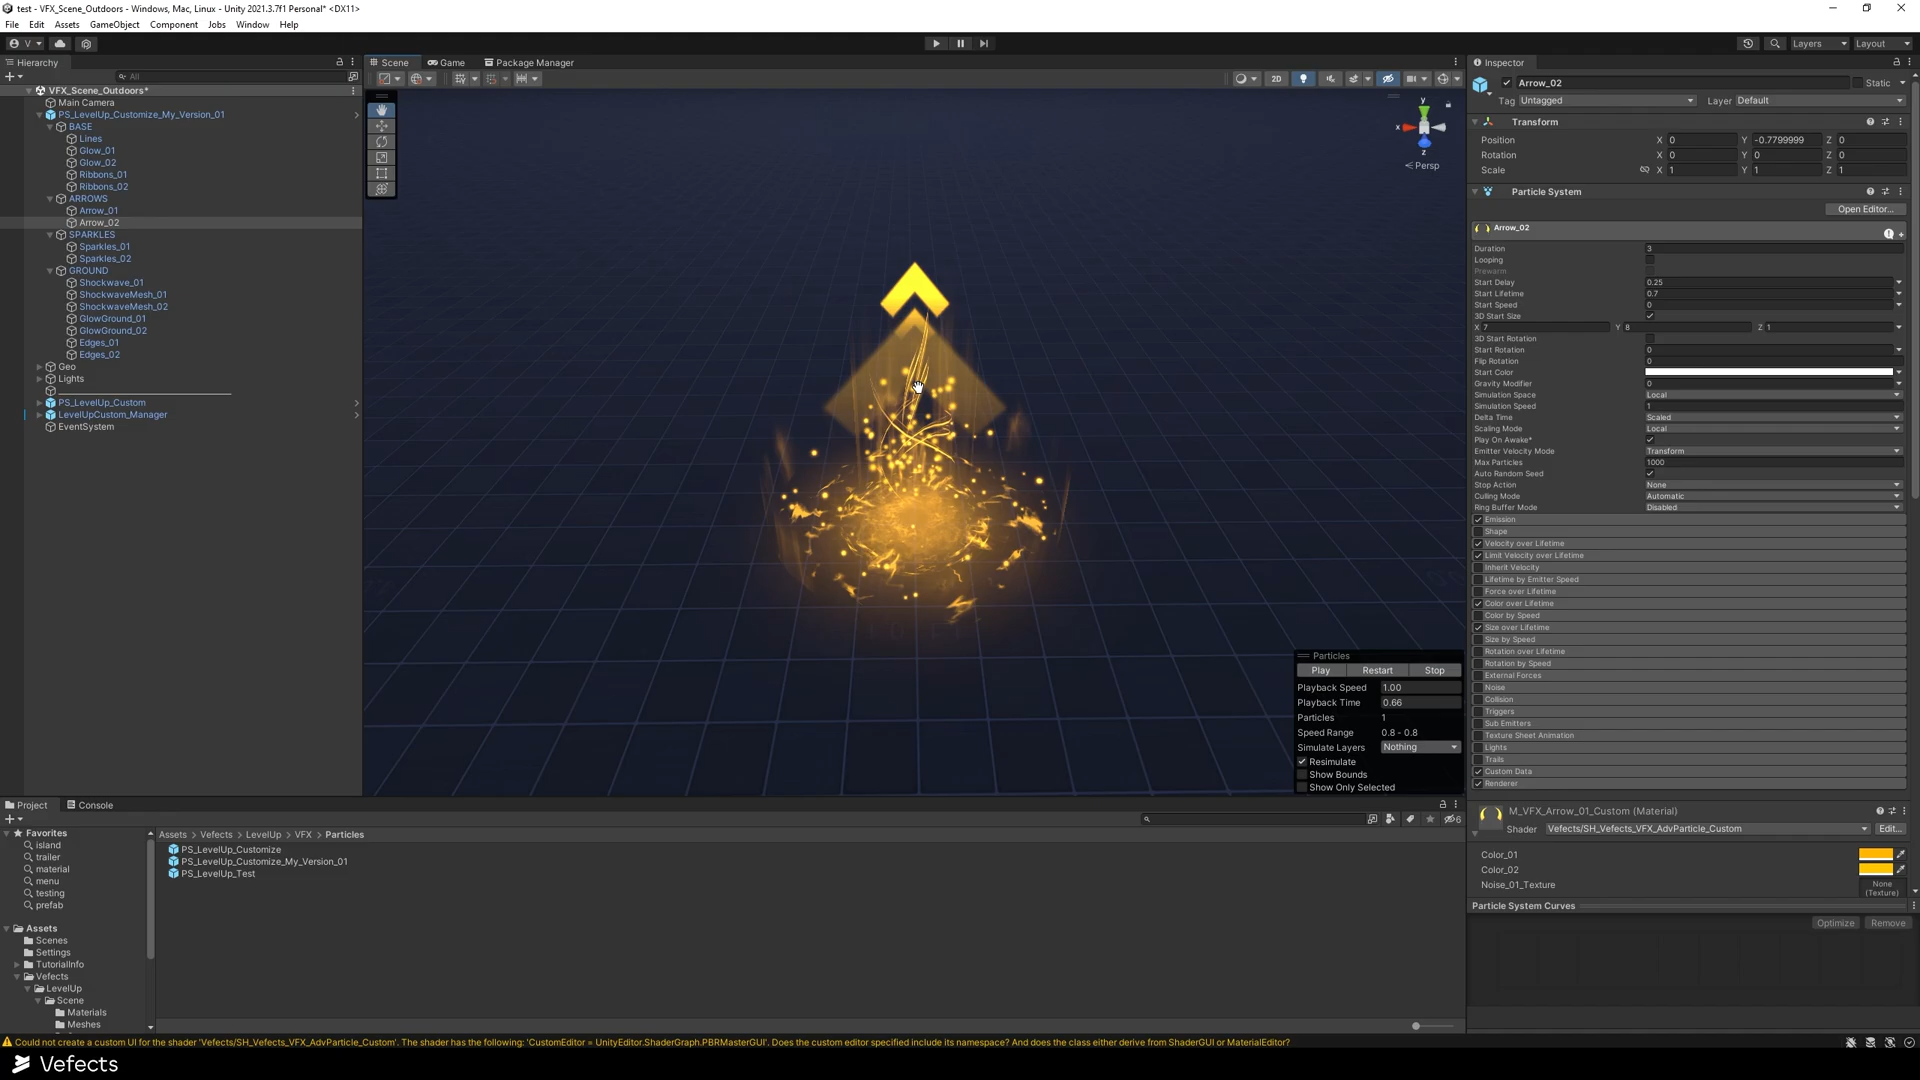 test - VFX_Scene_Outdoors - Windows, Mac, Linux - Unity 2021.3.7f1 Personal* <DX11>
File Edit Assets GameObject Component Jobs Window Help
V
Layers
Layout
Hierarchy
All
VFX_Scene_Outdoors*
Main Camera
PS_LevelUp_Customize_My_Version_01
BASE
Lines
Glow_01
Glow_02
Ribbons_01
Ribbons_02
ARROWS
Arrow_01
Arrow_02
SPARKLES
Sparkles_01
Sparkles_02
GROUND
Shockwave_01
ShockwaveMesh_01
ShockwaveMesh_02
GlowGround_01
GlowGround_02
Edges_01
Edges_02
Geo
Lights
PS_LevelUp_Custom
LevelUpCustom_Manager
EventSystem
Scene Game Package Manager
2D
y
x
z
Persp
Particles
Play Restart Stop
Playback Speed 1.00
Playback Time 0.66
Particles 1
Speed Range 0.8 - 0.8
Simulate Layers Nothing
Resimulate
Show Bounds
Show Only Selected
Inspector
Arrow_02 Static
Tag Untagged Layer Default
Transform
Position X 0 Y -0.7799999 Z 0
Rotation X 0 Y 0 Z 0
Scale X 1 Y 1 Z 1
Particle System
Open Editor...
Arrow_02
Duration 3
Looping
Prewarm
Start Delay 0.25
Start Lifetime 0.7
Start Speed 0
3D Start Size
X 7 Y 8 Z 1
3D Start Rotation
Start Rotation 0
Flip Rotation 0
Start Color
Gravity Modifier 0
Simulation Space Local
Simulation Speed 1
Delta Time Scaled
Scaling Mode Local
Play On Awake*
Emitter Velocity Mode Transform
Max Particles 1000
Auto Random Seed
Stop Action None
Culling Mode Automatic
Ring Buffer Mode Disabled
Emission
Shape
Velocity over Lifetime
Limit Velocity over Lifetime
Inherit Velocity
Lifetime by Emitter Speed
Force over Lifetime
Color over Lifetime
Color by Speed
Size over Lifetime
Size by Speed
Rotation over Lifetime
Rotation by Speed
External Forces
Noise
Collision
Triggers
Sub Emitters
Texture Sheet Animation
Lights
Trails
Custom Data
Renderer
M_VFX_Arrow_01_Custom (Material)
Shader Vefects/SH_Vefects_VFX_AdvParticle_Custom Edit...
Color_01
Color_02
Noise_01_Texture
None
(Texture)
Particle System Curves
Optimize Remove
Project Console
6
Favorites
island
trailer
material
menu
testing
prefab
Assets
Scenes
Settings
TutorialInfo
Vefects
LevelUp
Scene
Materials
Meshes
Assets > Vefects > LevelUp > VFX > Particles
PS_LevelUp_Customize
PS_LevelUp_Customize_My_Version_01
PS_LevelUp_Test
Could not create a custom UI for the shader 'Vefects/SH_Vefects_VFX_AdvParticle_Custom'. The shader has the following: 'CustomEditor = UnityEditor.ShaderGraph.PBRMasterGUI'. Does the custom editor specified include its namespace? And does the class either derive from ShaderGUI or MaterialEditor?
Vefects